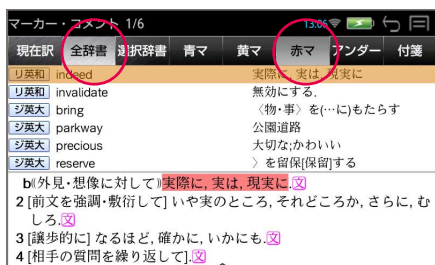 マーカー・コメント 1/6 13:06
現在訳 全辞書 選択辞書 青マ 黄マ 赤マ アンダー 付箋
リ英和 indeed 実際に, 実は, 現実に
リ英和 invalidate 無効にする.
ジ英大 bring 〈物・事〉を(…に)もたらす
ジ英大 parkway 公園道路
ジ英大 precious 大切な;かわいい
ジ英大 reserve 〉を留保[保留]する
b《外見・想像に対して》実際に, 実は, 現実に.文
2 [前文を強調・敷衍して] いや実のところ, それどころか, さらに, む
しろ.文
3 [譲歩的に] なるほど, 確かに, いかにも.文
4 [相手の質問を繰り返して].文